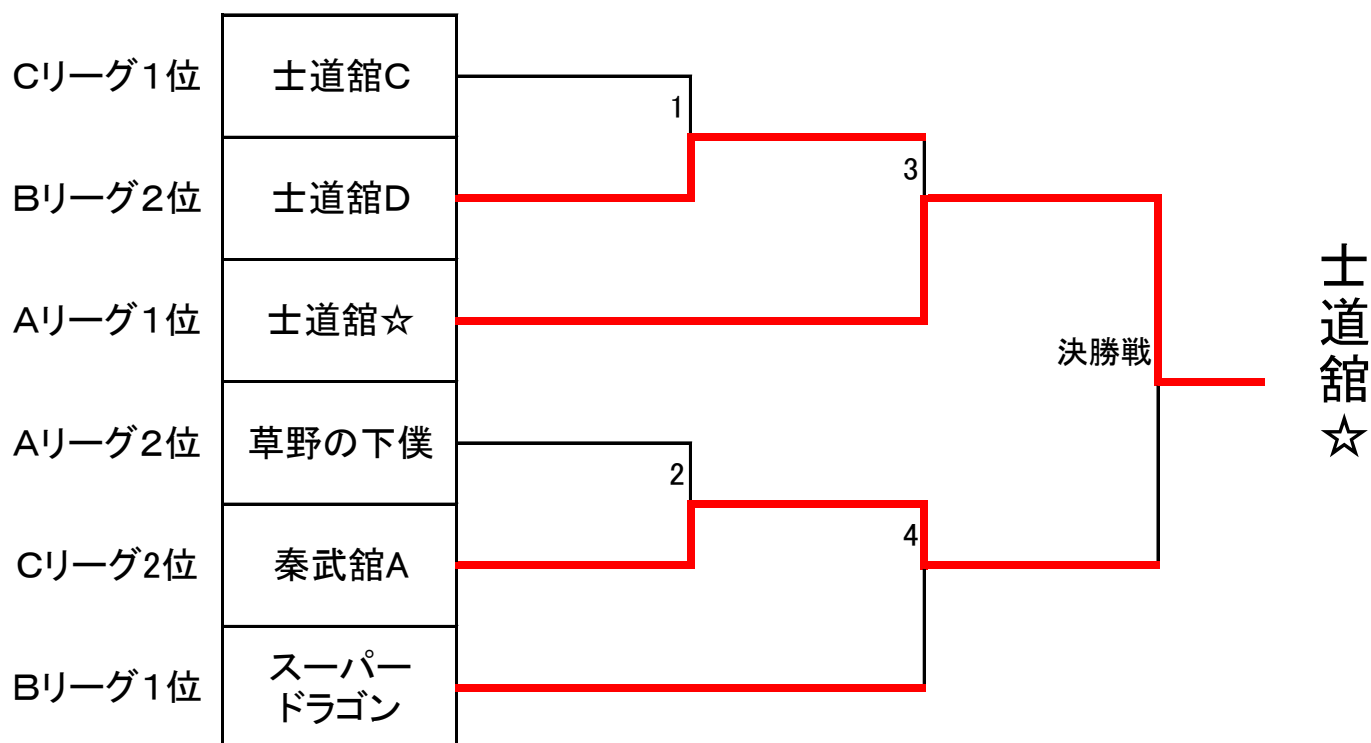 Cリーグ１位
士道舘C
Bリーグ２位
士道舘D
Aリーグ１位
士道舘☆
Aリーグ２位
草野の下僕
Cリーグ2位
秦武舘A
Bリーグ１位
スーパー
ドラゴン
1
2
3
4
決勝戦
士道舘☆